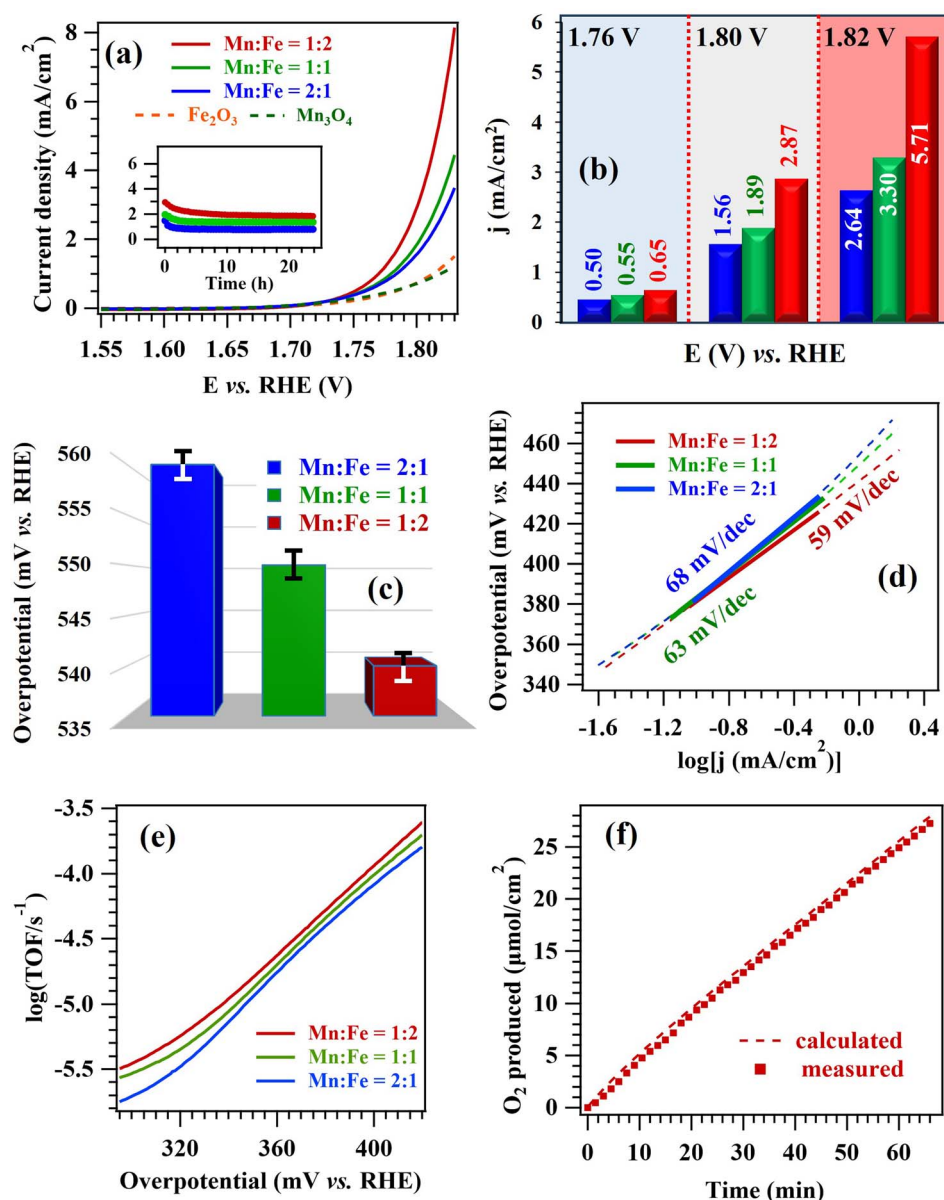 (a)
Mn:Fe = 1:2
Mn:Fe = 1:1
Mn:Fe = 2:1
Fe₂O₃
Mn₃O₄
Current density (mA/cm²)
8
6
4
2
0
6
4
2
0
0
10
20
Time (h)
1.55
1.60
1.65
1.70
1.75
1.80
E vs. RHE (V)
(b)
1.76 V
1.80 V
1.82 V
j (mA/cm²)
6
5
4
3
2
1
0
0.50
0.55
0.65
1.56
1.89
2.87
2.64
3.30
5.71
E (V) vs. RHE
(c)
Overpotential (mV vs. RHE)
560
555
550
545
540
535
Mn:Fe = 2:1
Mn:Fe = 1:1
Mn:Fe = 1:2
(d)
Overpotential (mV vs. RHE)
460
440
420
400
380
360
340
Mn:Fe = 1:2
Mn:Fe = 1:1
Mn:Fe = 2:1
68 mV/dec
63 mV/dec
59 mV/dec
-1.6
-1.2
-0.8
-0.4
0.0
0.4
log[j (mA/cm²)]
(e)
log(TOF/s⁻¹)
-3.5
-4.0
-4.5
-5.0
-5.5
Mn:Fe = 1:2
Mn:Fe = 1:1
Mn:Fe = 2:1
320
360
400
Overpotential (mV vs. RHE)
(f)
O₂ produced (μmol/cm²)
25
20
15
10
5
0
calculated
measured
0
10
20
30
40
50
60
Time (min)